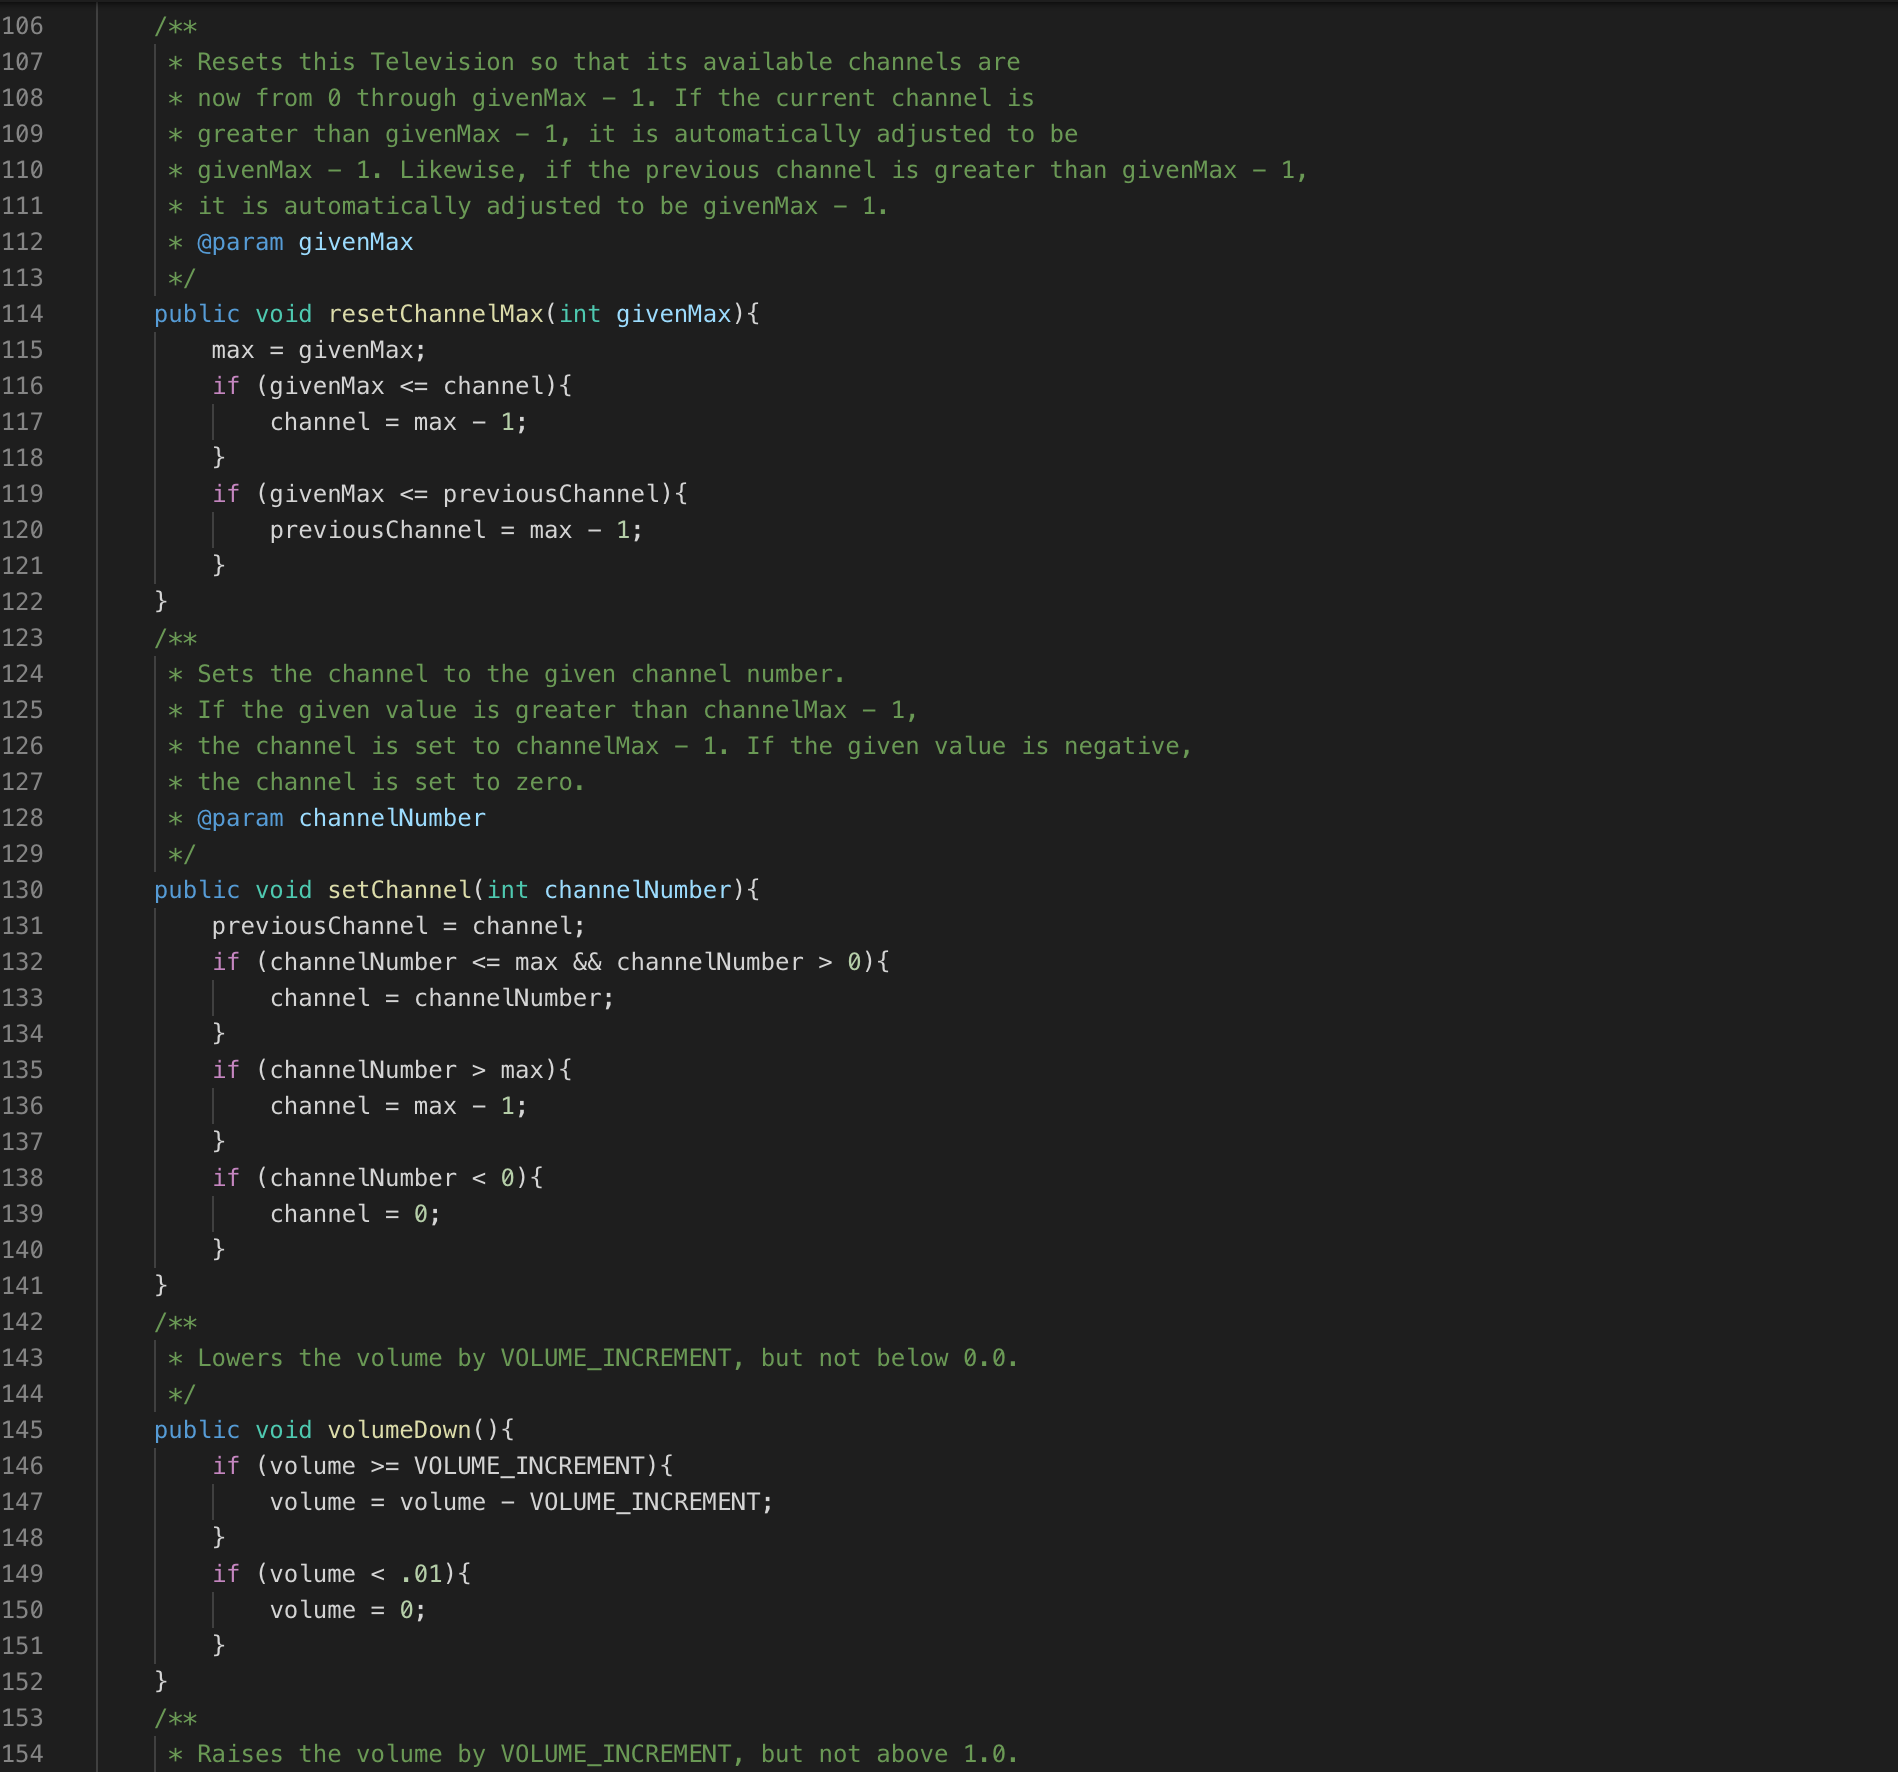 106 /**
107 * Resets this Television so that its available channels are
108 * now from 0 through givenMax - 1. If the current channel is
109 * greater than givenMax - 1, it is automatically adjusted to be
110 * givenMax - 1. Likewise, if the previous channel is greater than givenMax - 1,
111 * it is automatically adjusted to be givenMax - 1.
112 * @param givenMax
113 */
114 public void resetChannelMax(int givenMax){
115 max = givenMax;
116 if (givenMax <= channel){
117 channel = max - 1;
118 }
119 if (givenMax <= previousChannel){
120 previousChannel = max - 1;
121 }
122 }
123 /**
124 * Sets the channel to the given channel number.
125 * If the given value is greater than channelMax - 1,
126 * the channel is set to channelMax - 1. If the given value is negative,
127 * the channel is set to zero.
128 * @param channelNumber
129 */
130 public void setChannel(int channelNumber){
131 previousChannel = channel;
132 if (channelNumber <= max && channelNumber > 0){
133 channel = channelNumber;
134 }
135 if (channelNumber > max){
136 channel = max - 1;
137 }
138 if (channelNumber < 0){
139 channel = 0;
140 }
141 }
142 /**
143 * Lowers the volume by VOLUME_INCREMENT, but not below 0.0.
144 */
145 public void volumeDown(){
146 if (volume >= VOLUME_INCREMENT){
147 volume = volume - VOLUME_INCREMENT;
148 }
149 if (volume < .01){
150 volume = 0;
151 }
152 }
153 /**
154 * Raises the volume by VOLUME_INCREMENT, but not above 1.0.